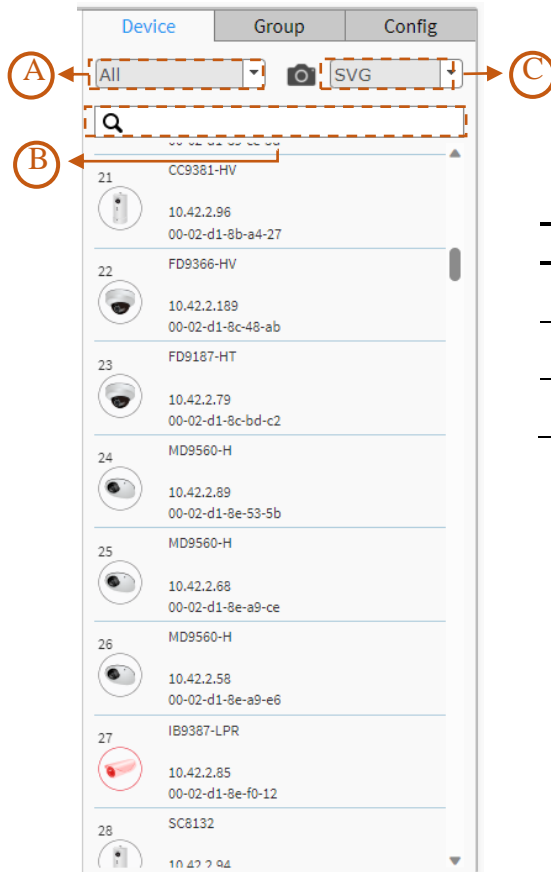 Device Group Config
A All SVG C
B
21 CC9381-HV
10.42.2.96
00-02-d1-8b-a4-27
22 FD9366-HV
10.42.2.189
00-02-d1-8c-48-ab
23 FD9187-HT
10.42.2.79
00-02-d1-8c-bd-c2
24 MD9560-H
10.42.2.89
00-02-d1-8e-53-5b
25 MD9560-H
10.42.2.68
00-02-d1-8e-a9-ce
26 MD9560-H
10.42.2.58
00-02-d1-8e-a9-e6
27 IB9387-LPR
10.42.2.85
00-02-d1-8e-f0-12
28 SC8132
10.42.2.94